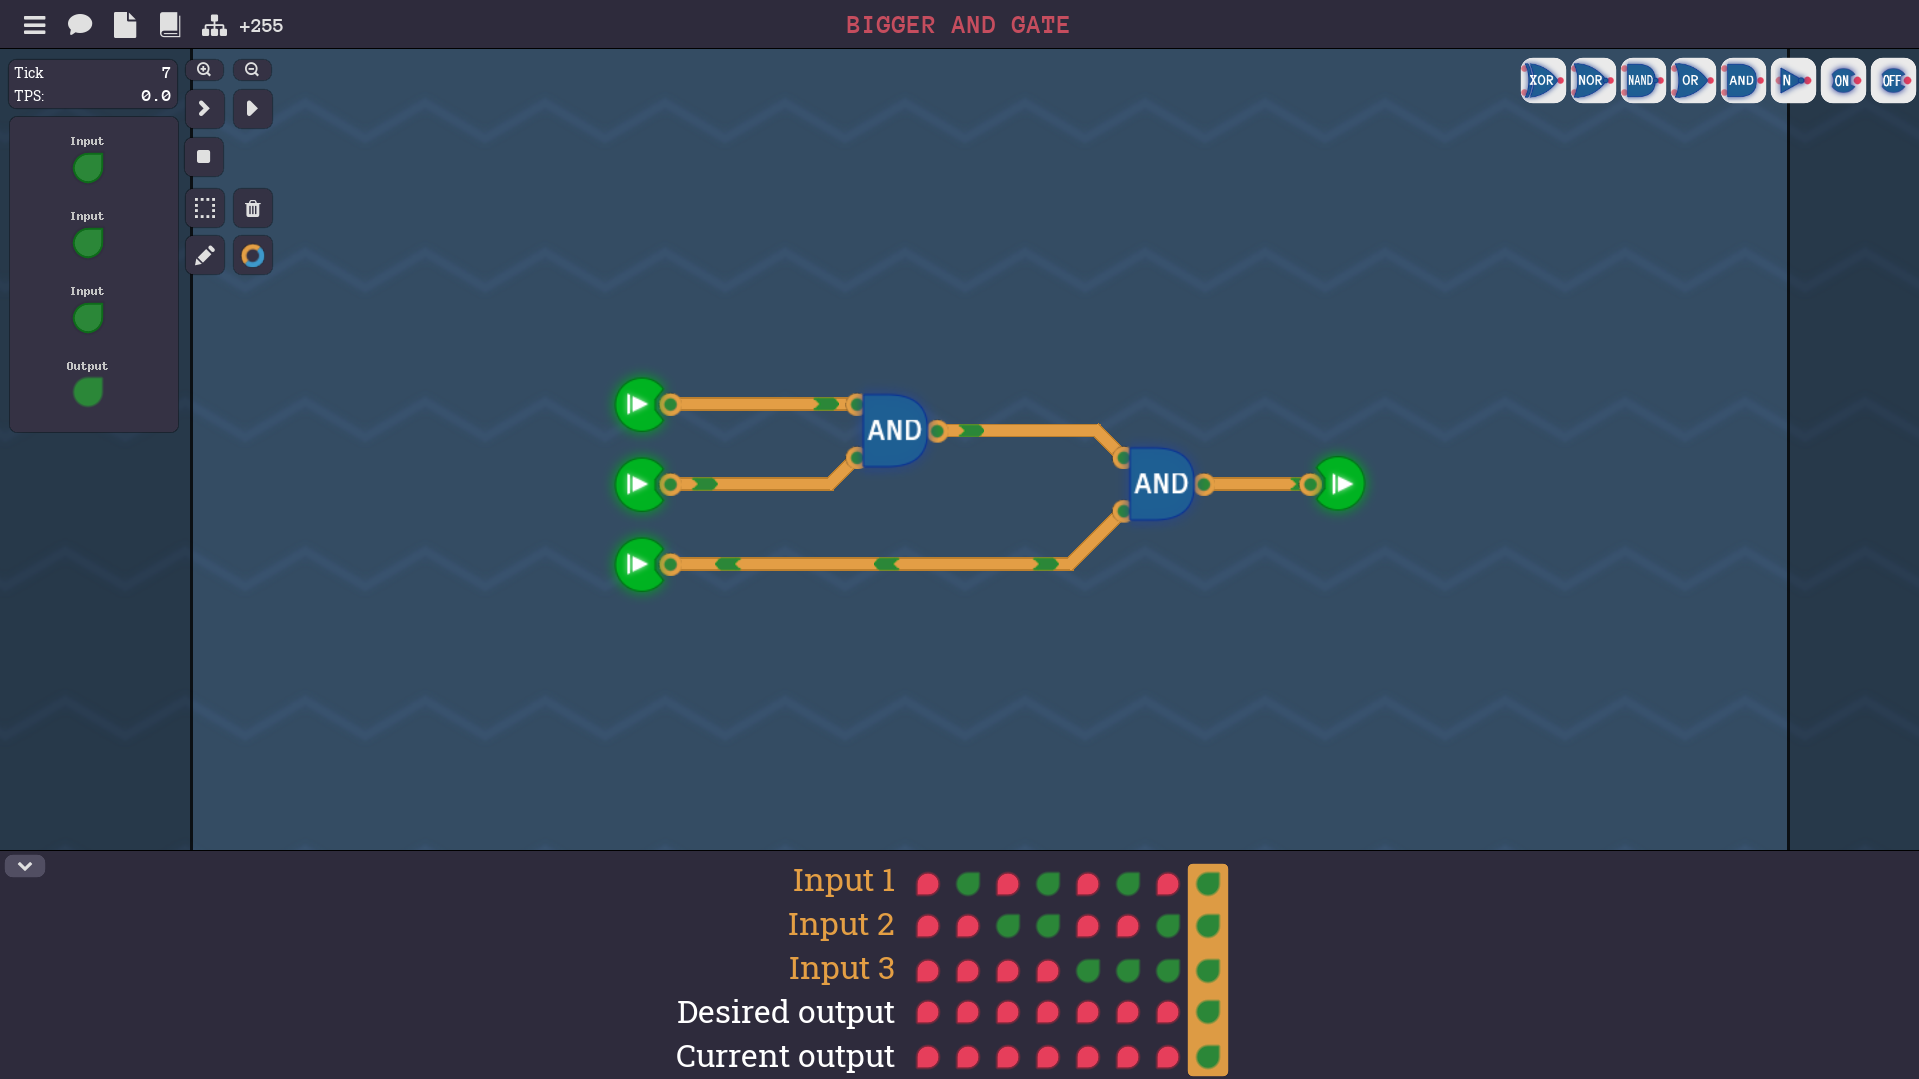 +255
BIGGER AND GATE
Tick 7
TPS: 0.0
XOR NOR NAND OR AND N ON OFF
Input
Input
Input
Output
AND
AND
Input 1
Input 2
Input 3
Desired output
Current output